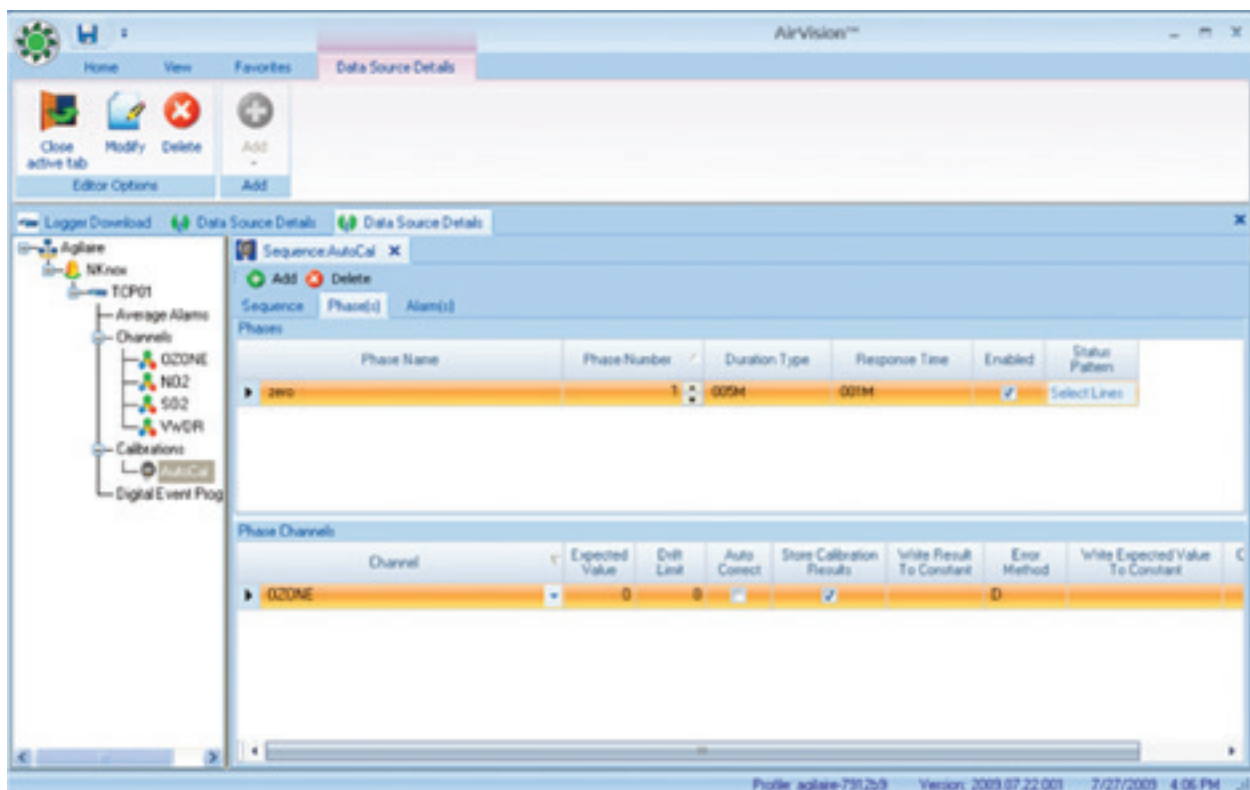 AirVision™
Home View Favorites Data Source Details
Close active tab Modify Delete Add
Editor Options Add
Logger Download Data Source Details Data Source Details
Agilaire
NKnox
TCP01
Average Alarms
Channels
OZONE
NO2
SO2
VWDR
Calibrations
AutoCal
Digital Event Prog
Sequence:AutoCal
Add Delete
Sequence Phase(s) Alarm(s)
Phases
Phase Name Phase Number Duration Type Response Time Enabled Status Pattern
zero 1 005M 001M Select Lines
Phase Channels
Channel Expected Value Drift Limit Auto Correct Store Calibration Results Write Result To Constant Error Method Write Expected Value To Constant C
OZONE 0 0 D
Profile: agilaire-7912b9 Version: 2009.07.22.001 7/27/2009 4:06 PM